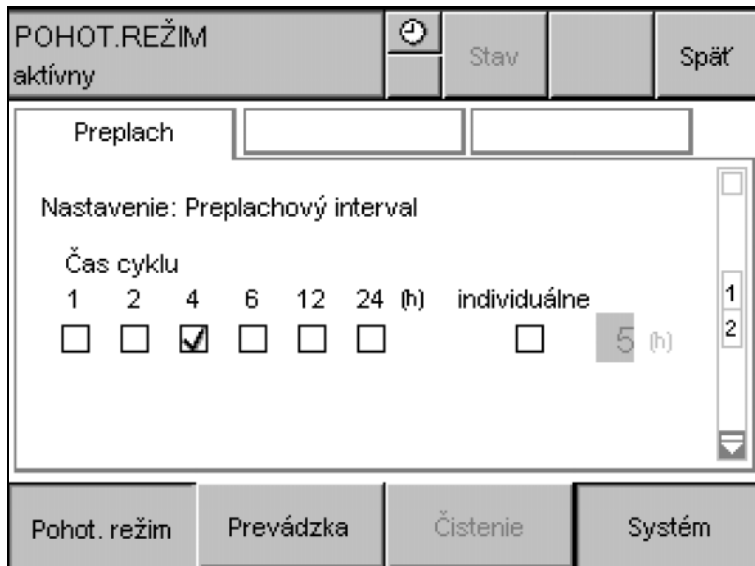 POHOT.REŽIM
aktívny
Stav
Späť
Preplach
Nastavenie: Preplachový interval
Čas cyklu
1 2 4 6 12 24 (h) individuálne
5 (h)
1
2
Pohot. režim Prevádzka Čistenie Systém